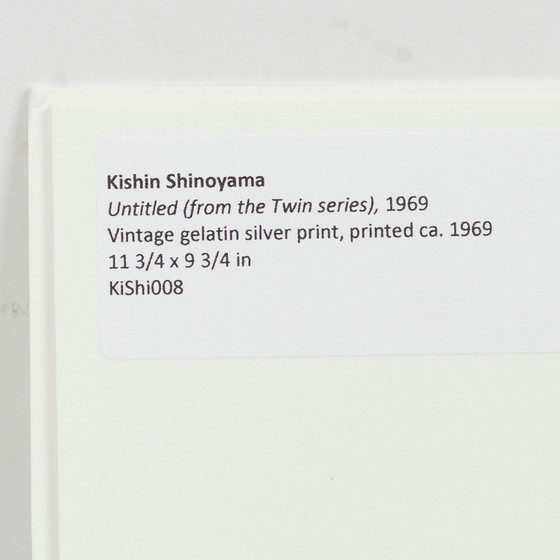 Kishin Shinoyama
Untitled (from the Twin series), 1969
Vintage gelatin silver print, printed ca. 1969
11 3/4 x 9 3/4 in
KiShi008